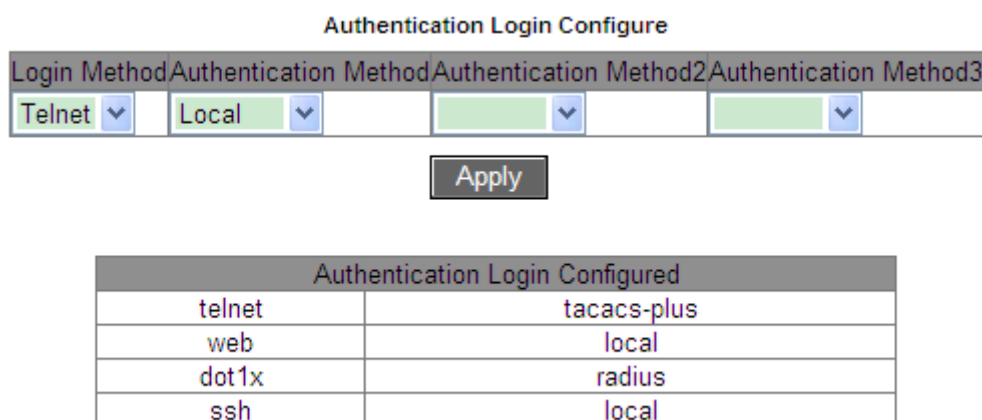 Authentication Login Configure
Login Method Authentication Method Authentication Method2 Authentication Method3
Telnet Local
Apply
Authentication Login Configured
telnet tacacs-plus
web local
dot1x radius
ssh local